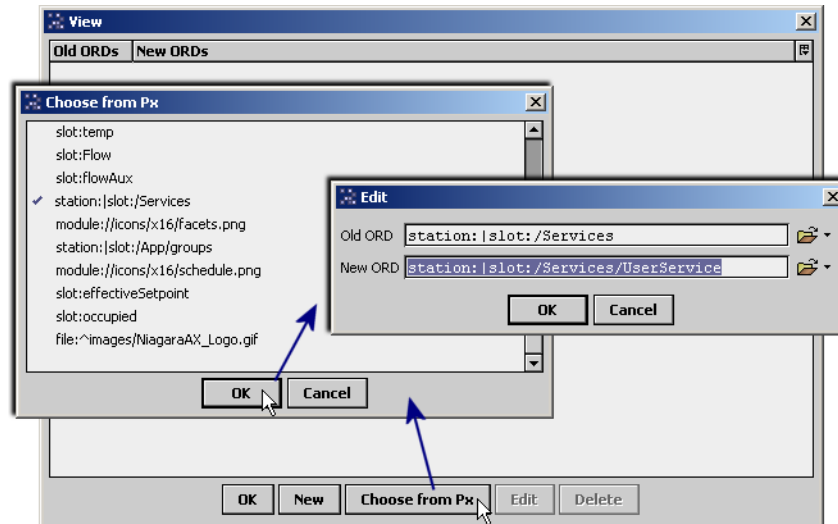 View
Old ORDs New ORDs
Choose from Px
slot:temp
slot:Flow
slot:flowAux
station:|slot:/Services
module://icons/x16/facets.png
station:|slot:/App/groups
module://icons/x16/schedule.png
slot:effectiveSetpoint
slot:occupied
file:^images/NiagaraAX_Logo.gif
OK Cancel
Edit
Old ORD station:|slot:/Services
New ORD station:|slot:/Services/UserService
OK Cancel
OK New Choose from Px Edit Delete